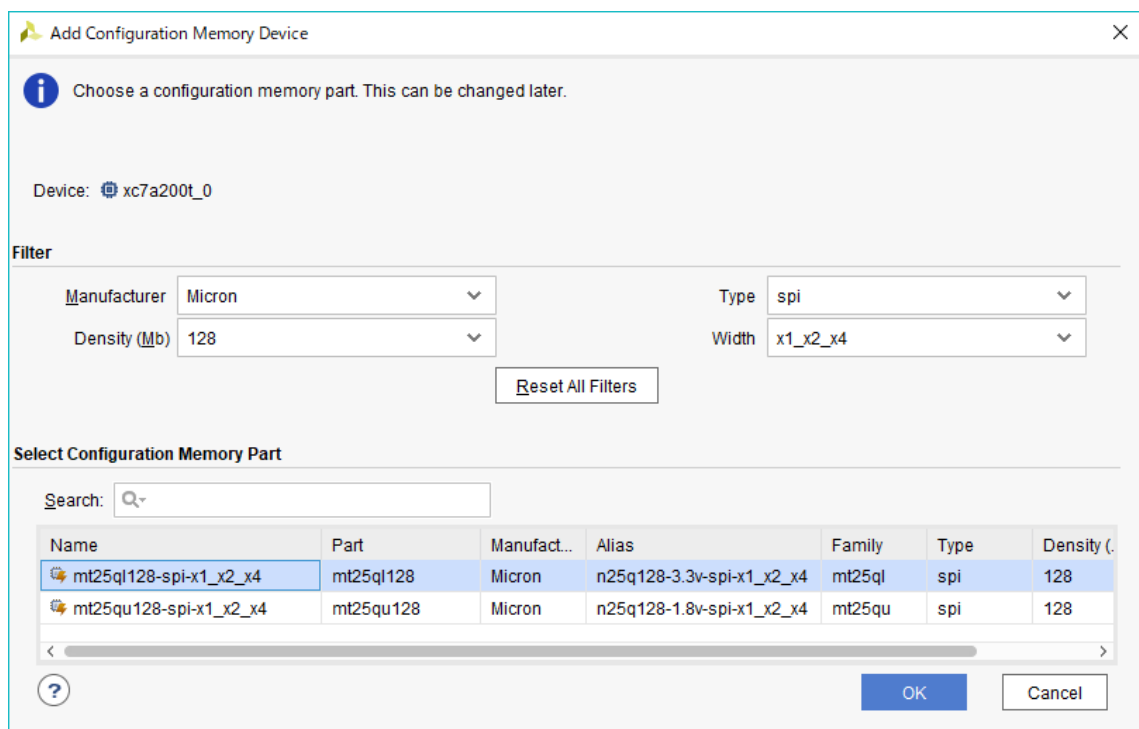 Add Configuration Memory Device
Choose a configuration memory part. This can be changed later.
Device: xc7a200t_0
Filter
Manufacturer Micron Type spi
Density (Mb) 128 Width x1_x2_x4
Reset All Filters
Select Configuration Memory Part
Search:
Name Part Manufact... Alias Family Type Density (.
mt25ql128-spi-x1_x2_x4 mt25ql128 Micron n25q128-3.3v-spi-x1_x2_x4 mt25ql spi 128
mt25qu128-spi-x1_x2_x4 mt25qu128 Micron n25q128-1.8v-spi-x1_x2_x4 mt25qu spi 128
? OK Cancel